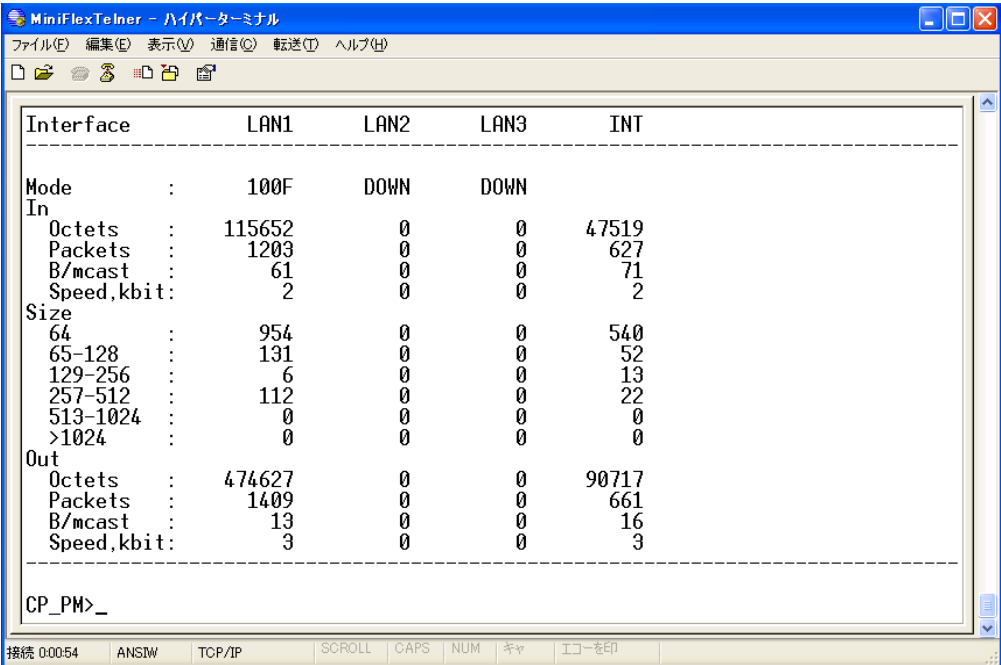 MiniFlexTelner - ハイパーターミナル
ファイル(F) 編集(E) 表示(V) 通信(C) 転送(T) ヘルプ(H)
Interface LAN1 LAN2 LAN3 INT
--------------------------------------------------------------------------------
Mode : 100F DOWN DOWN
In
Octets : 115652 0 0 47519
Packets : 1203 0 0 627
B/mcast : 61 0 0 71
Speed,kbit: 2 0 0 2
Size
64 : 954 0 0 540
65-128 : 131 0 0 52
129-256 : 6 0 0 13
257-512 : 112 0 0 22
513-1024 : 0 0 0 0
>1024 : 0 0 0 0
Out
Octets : 474627 0 0 90717
Packets : 1409 0 0 661
B/mcast : 13 0 0 16
Speed,kbit: 3 0 0 3
--------------------------------------------------------------------------------
CP_PM>_
接続 0:00:54 ANSIW TCP/IP SCROLL CAPS NUM キャ エコーを印